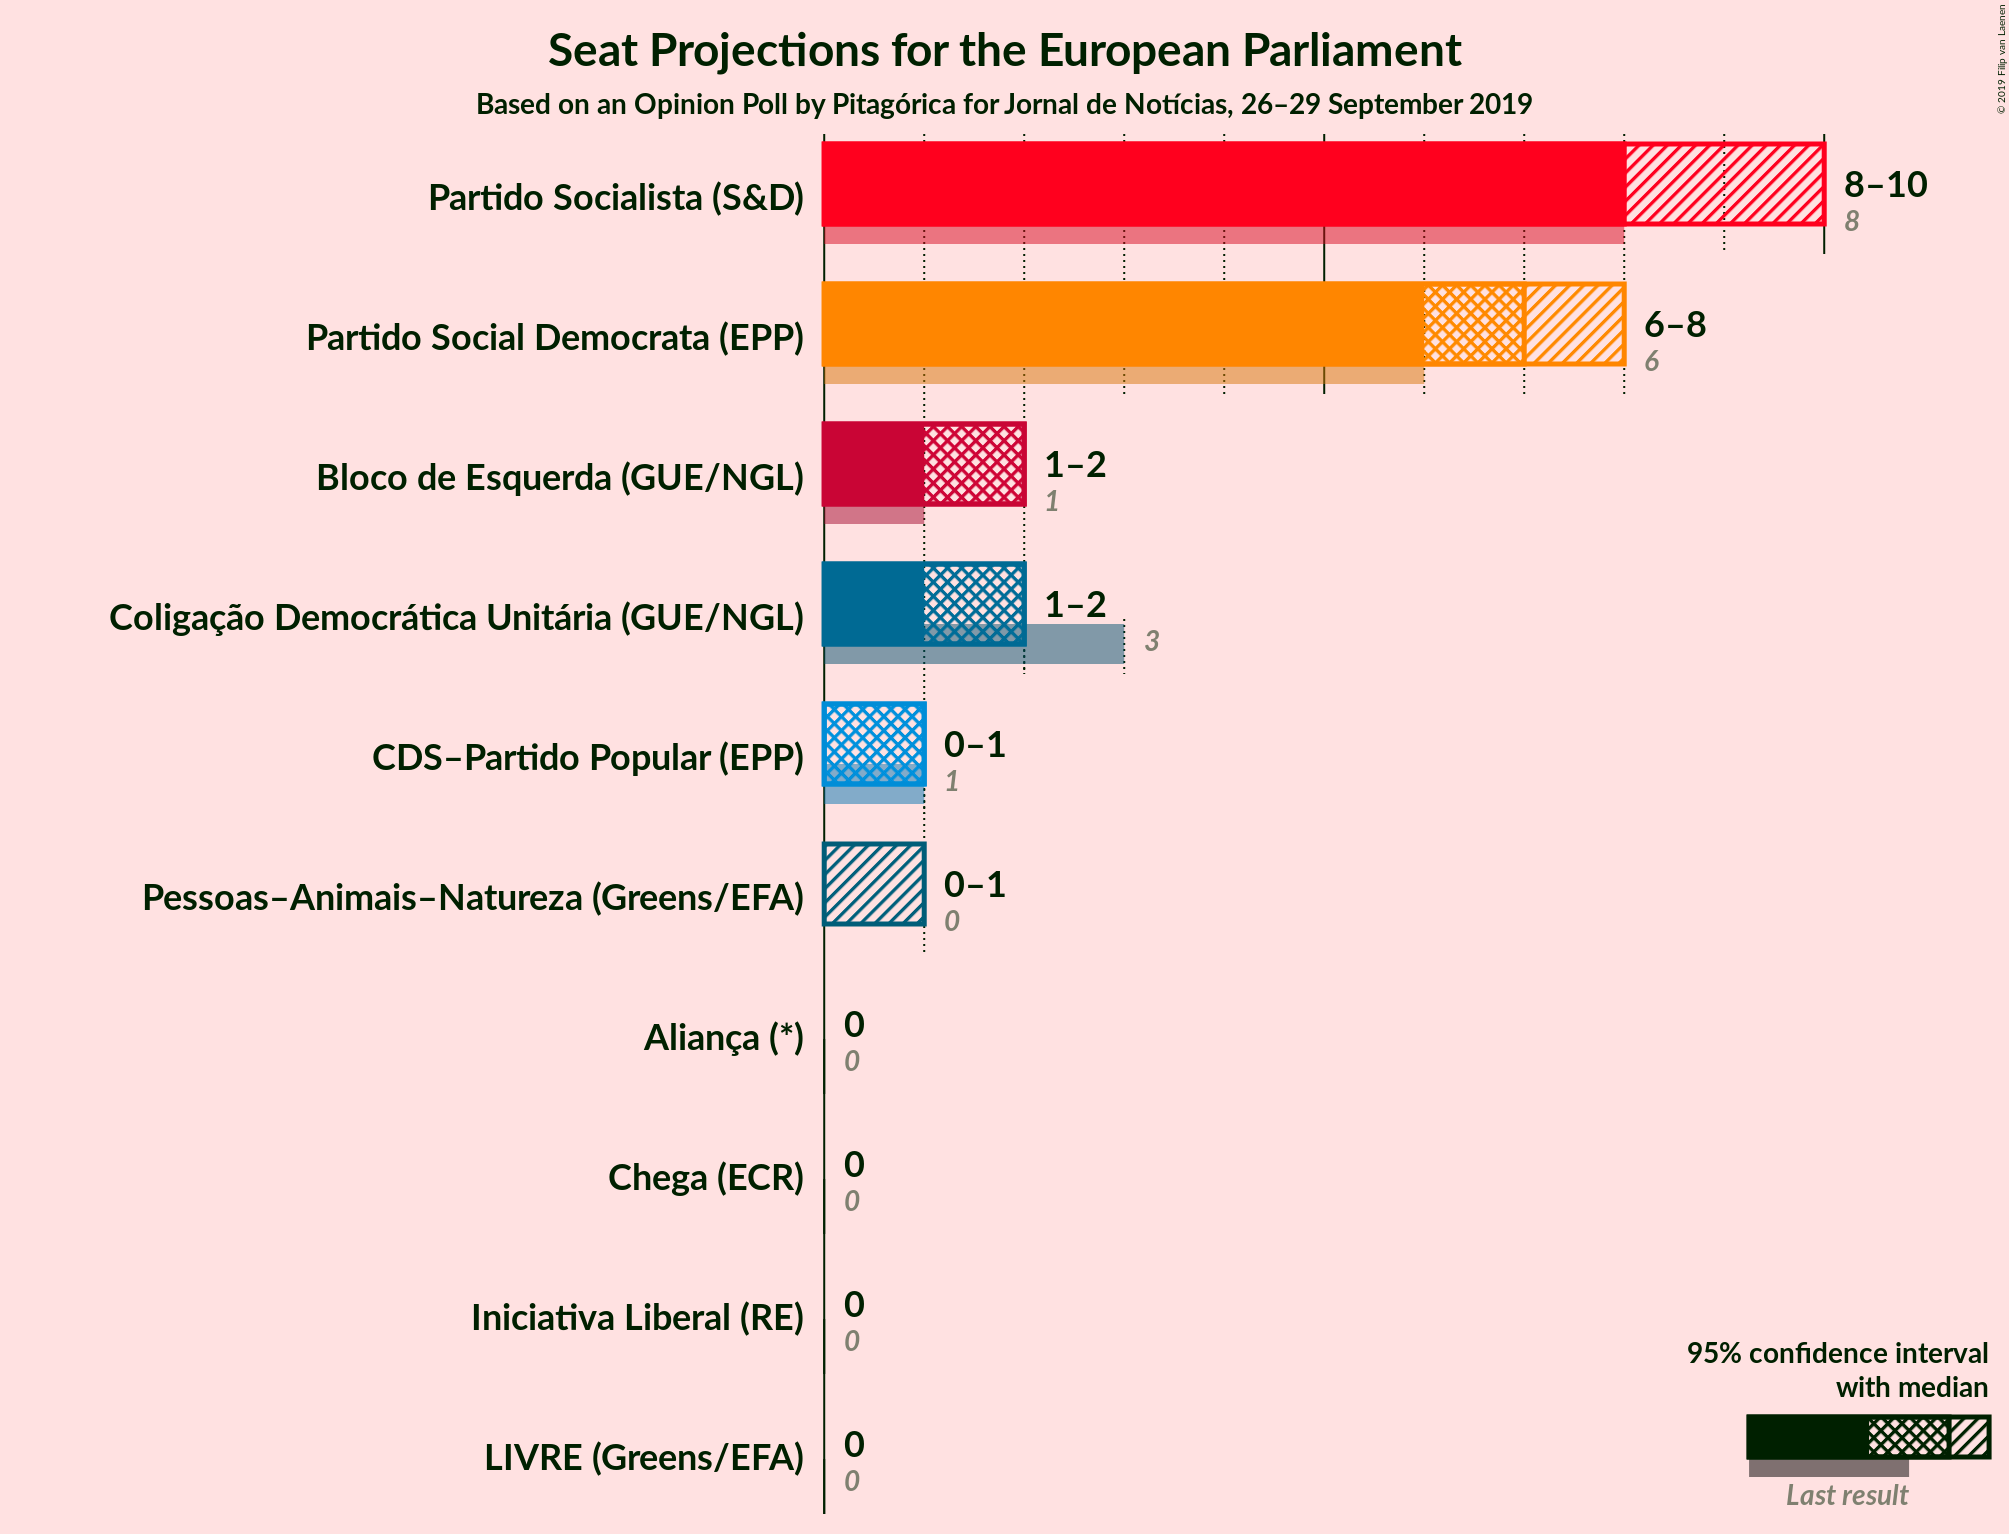 Seat Projections for the European Parliament
Based on an Opinion Poll by Pitagórica for Jornal de Notícias, 26–29 September 2019
© 2019 Filip van Laenen
Partido Socialista (S&D)
8–10
8
Partido Social Democrata (EPP)
6–8
6
Bloco de Esquerda (GUE/NGL)
1–2
1
Coligação Democrática Unitária (GUE/NGL)
1–2
3
CDS–Partido Popular (EPP)
0–1
1
Pessoas–Animais–Natureza (Greens/EFA)
0–1
0
Aliança (*)
0
0
Chega (ECR)
0
0
Iniciativa Liberal (RE)
0
0
LIVRE (Greens/EFA)
0
0
95% confidence interval
with median
Last result